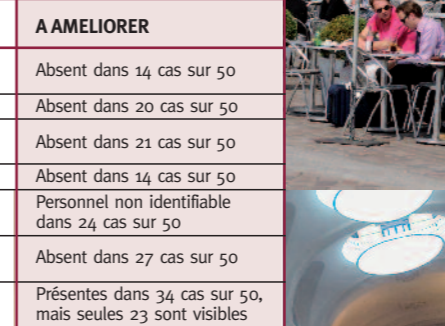 A AMELIORER
Absent dans 14 cas sur 50
Absent dans 20 cas sur 50
Absent dans 21 cas sur 50
Absent dans 14 cas sur 50
Personnel non identifiable
dans 24 cas sur 50
Absent dans 27 cas sur 50
Présentes dans 34 cas sur 50,
mais seules 23 sont visibles